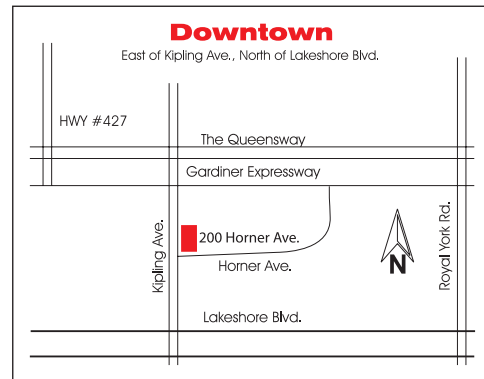 Downtown
East of Kipling Ave., North of Lakeshore Blvd.
HWY #427
The Queensway
Gardiner Expressway
Kipling Ave.
200 Horner Ave.
Horner Ave.
N
Royal York Rd.
Lakeshore Blvd.